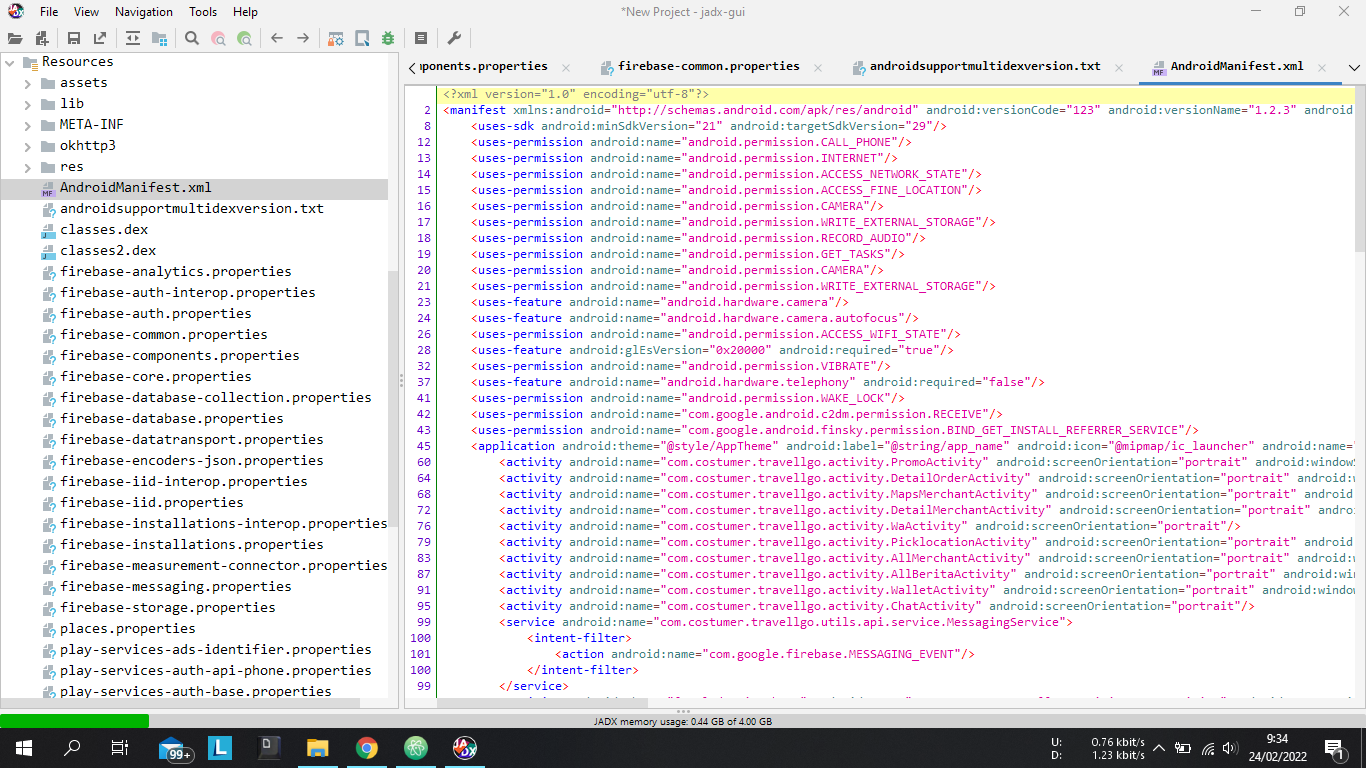 File View Navigation Tools Help
*New Project - jadx-gui
Resources
assets
lib
META-INF
okhttp3
res
AndroidManifest.xml
androidsupportmultidexversion.txt
classes.dex
classes2.dex
firebase-analytics.properties
firebase-auth-interop.properties
firebase-auth.properties
firebase-common.properties
firebase-components.properties
firebase-core.properties
firebase-database-collection.properties
firebase-database.properties
firebase-datatransport.properties
firebase-encoders-json.properties
firebase-iid-interop.properties
firebase-iid.properties
firebase-installations-interop.properties
firebase-installations.properties
firebase-measurement-connector.properties
firebase-messaging.properties
firebase-storage.properties
places.properties
play-services-ads-identifier.properties
play-services-auth-api-phone.properties
play-services-auth-base.properties
ponents.properties firebase-common.properties androidsupportmultidexversion.txt AndroidManifest.xml
<?xml version="1.0" encoding="utf-8"?>
2 <manifest xmlns:android="http://schemas.android.com/apk/res/android" android:versionCode="123" android:versionName="1.2.3" android
8 <uses-sdk android:minSdkVersion="21" android:targetSdkVersion="29"/>
12 <uses-permission android:name="android.permission.CALL_PHONE"/>
13 <uses-permission android:name="android.permission.INTERNET"/>
14 <uses-permission android:name="android.permission.ACCESS_NETWORK_STATE"/>
15 <uses-permission android:name="android.permission.ACCESS_FINE_LOCATION"/>
16 <uses-permission android:name="android.permission.CAMERA"/>
17 <uses-permission android:name="android.permission.WRITE_EXTERNAL_STORAGE"/>
18 <uses-permission android:name="android.permission.RECORD_AUDIO"/>
19 <uses-permission android:name="android.permission.GET_TASKS"/>
20 <uses-permission android:name="android.permission.CAMERA"/>
21 <uses-permission android:name="android.permission.WRITE_EXTERNAL_STORAGE"/>
23 <uses-feature android:name="android.hardware.camera"/>
24 <uses-feature android:name="android.hardware.camera.autofocus"/>
26 <uses-permission android:name="android.permission.ACCESS_WIFI_STATE"/>
28 <uses-feature android:glEsVersion="0x20000" android:required="true"/>
32 <uses-permission android:name="android.permission.VIBRATE"/>
37 <uses-feature android:name="android.hardware.telephony" android:required="false"/>
41 <uses-permission android:name="android.permission.WAKE_LOCK"/>
42 <uses-permission android:name="com.google.android.c2dm.permission.RECEIVE"/>
43 <uses-permission android:name="com.google.android.finsky.permission.BIND_GET_INSTALL_REFERRER_SERVICE"/>
45 <application android:theme="@style/AppTheme" android:label="@string/app_name" android:icon="@mipmap/ic_launcher" android:name="
60 <activity android:name="com.costumer.travellgo.activity.PromoActivity" android:screenOrientation="portrait" android:windowS
64 <activity android:name="com.costumer.travellgo.activity.DetailOrderActivity" android:screenOrientation="portrait" android:w
68 <activity android:name="com.costumer.travellgo.activity.MapsMerchantActivity" android:screenOrientation="portrait" android
72 <activity android:name="com.costumer.travellgo.activity.DetailMerchantActivity" android:screenOrientation="portrait" andro
76 <activity android:name="com.costumer.travellgo.activity.WaActivity" android:screenOrientation="portrait"/>
79 <activity android:name="com.costumer.travellgo.activity.PicklocationActivity" android:screenOrientation="portrait" android
83 <activity android:name="com.costumer.travellgo.activity.AllMerchantActivity" android:screenOrientation="portrait" android:w
87 <activity android:name="com.costumer.travellgo.activity.AllBeritaActivity" android:screenOrientation="portrait" android:win
91 <activity android:name="com.costumer.travellgo.activity.WalletActivity" android:screenOrientation="portrait" android:window
95 <activity android:name="com.costumer.travellgo.activity.ChatActivity" android:screenOrientation="portrait"/>
99 <service android:name="com.costumer.travellgo.utils.api.service.MessagingService">
100 <intent-filter>
101 <action android:name="com.google.firebase.MESSAGING_EVENT"/>
100 </intent-filter>
99 </service>
JADX memory usage: 0.44 GB of 4.00 GB
99+
L
D
U: 0.76 kbit/s
D: 1.23 kbit/s
9:34
24/02/2022
1